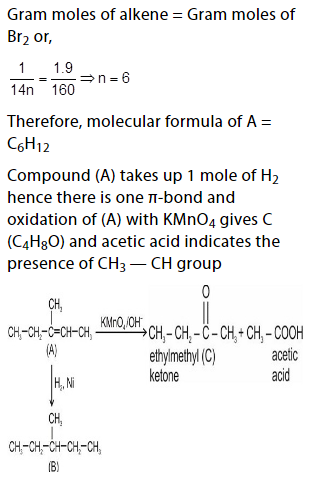 Gram moles of alkene = Gram moles of
Br₂ or,
1/14n = 1.9/160 ⇒ n = 6
Therefore, molecular formula of A =
C₆H₁₂
Compound (A) takes up 1 mole of H₂
hence there is one π-bond and
oxidation of (A) with KMnO₄ gives C
(C₄H₈O) and acetic acid indicates the
presence of CH₃ — CH group
O
CH₃
CH₃-CH₂-C=CH-CH₃ KMnO₄/OH⁻ CH₃-CH₂-C-CH₃+CH₃-COOH
(A) ethylmethyl (C) acetic
ketone acid
H₂, Ni
CH₃
CH₃-CH₂-CH-CH₂-CH₃
(B)